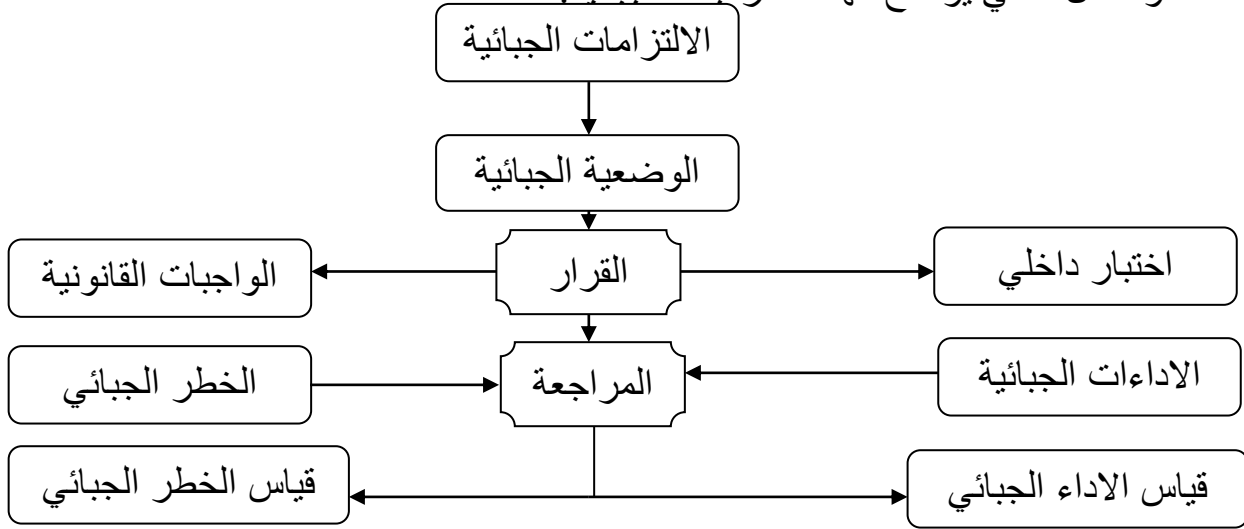 الالتزامات الجبائية
الوضعية الجبائية
اختبار داخلي
القرار
الواجبات القانونية
الاداءات الجبائية
المراجعة
الخطر الجبائي
قياس الاداء الجبائي
قياس الخطر الجبائي